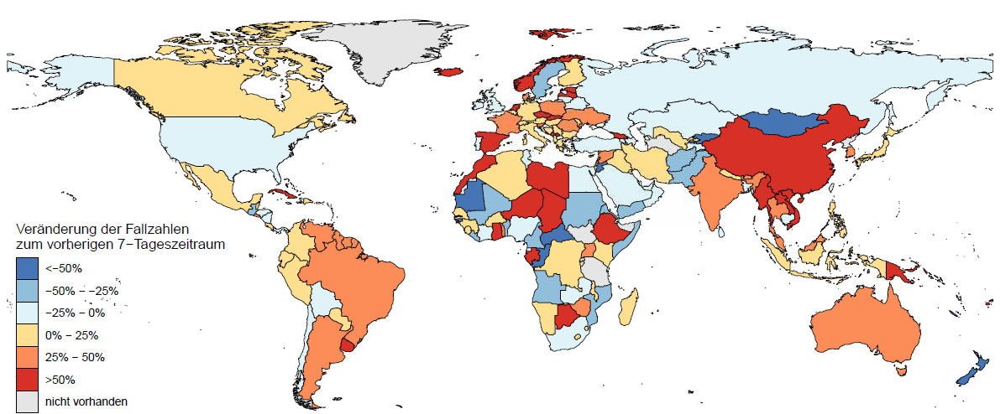 Veränderung der Fallzahlen
zum vorherigen 7−Tageszeitraum
<−50%
−50% − −25%
−25% − 0%
0% − 25%
25% − 50%
>50%
nicht vorhanden